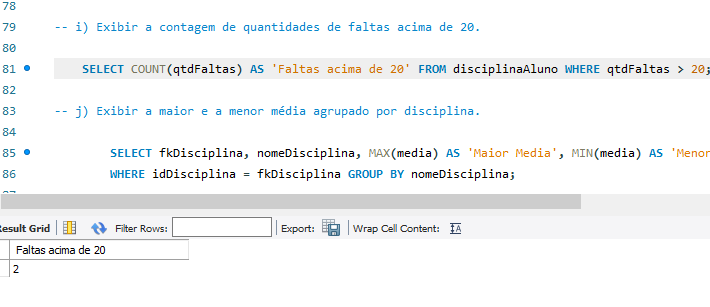 78
79 -- i) Exibir a contagem de quantidades de faltas acima de 20.
80
81 SELECT COUNT(qtdFaltas) AS 'Faltas acima de 20' FROM disciplinaAluno WHERE qtdFaltas > 20;
82
83 -- j) Exibir a maior e a menor média agrupado por disciplina.
84
85 SELECT fkDisciplina, nomeDisciplina, MAX(media) AS 'Maior Media', MIN(media) AS 'Menor
86 WHERE idDisciplina = fkDisciplina GROUP BY nomeDisciplina;
Result Grid Filter Rows: Export: Wrap Cell Content:
Faltas acima de 20
2